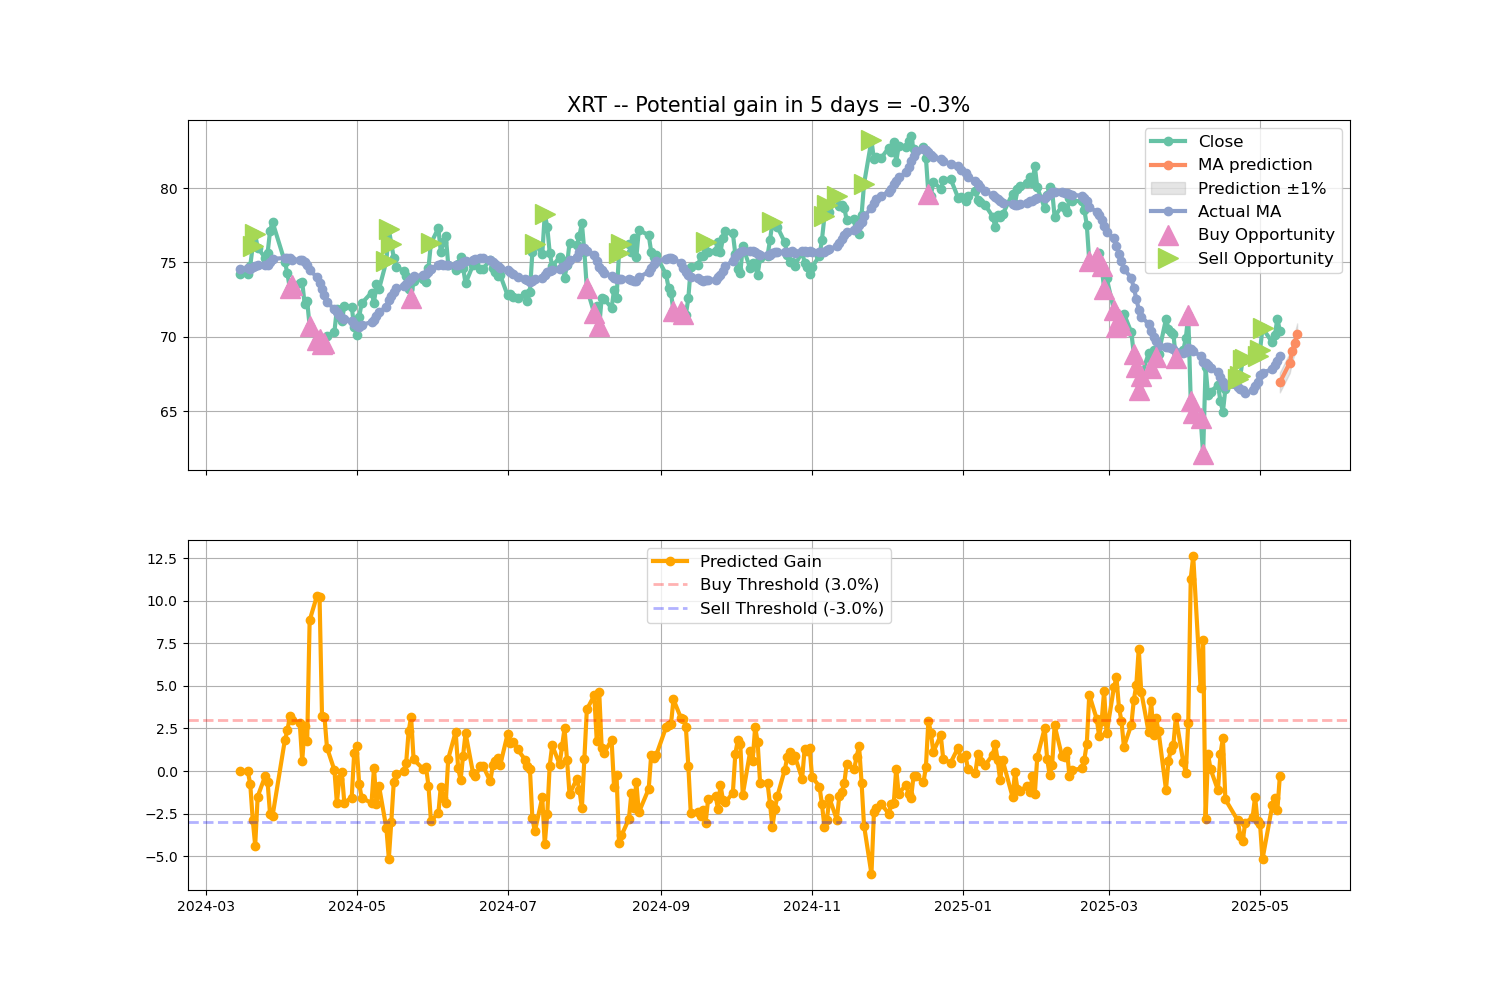 XRT -- Potential gain in 5 days = -0.3%
Close
MA prediction
Prediction ±1%
Actual MA
Buy Opportunity
Sell Opportunity
80
75
70
65
Predicted Gain
Buy Threshold (3.0%)
Sell Threshold (-3.0%)
12.5
10.0
7.5
5.0
2.5
0.0
−2.5
−5.0
2024-03
2024-05
2024-07
2024-09
2024-11
2025-01
2025-03
2025-05